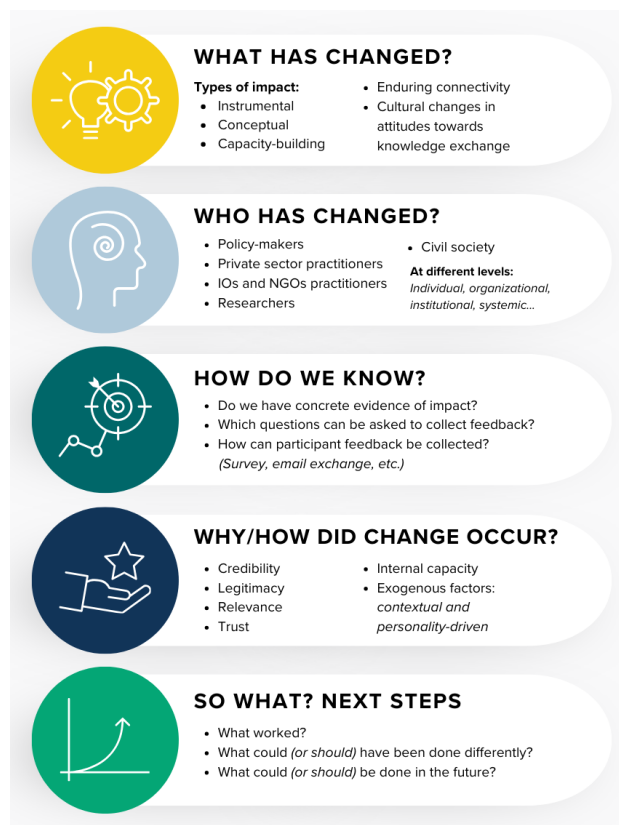 WHAT HAS CHANGED?
Types of impact:
• Instrumental
• Conceptual
• Capacity-building
• Enduring connectivity
• Cultural changes in
attitudes towards
knowledge exchange
WHO HAS CHANGED?
• Policy-makers
• Private sector practitioners
• IOs and NGOs practitioners
• Researchers
• Civil society
At different levels:
Individual, organizational,
institutional, systemic...
HOW DO WE KNOW?
• Do we have concrete evidence of impact?
• Which questions can be asked to collect feedback?
• How can participant feedback be collected?
(Survey, email exchange, etc.)
WHY/HOW DID CHANGE OCCUR?
• Credibility
• Legitimacy
• Relevance
• Trust
• Internal capacity
• Exogenous factors:
contextual and
personality-driven
SO WHAT? NEXT STEPS
• What worked?
• What could (or should) have been done differently?
• What could (or should) be done in the future?